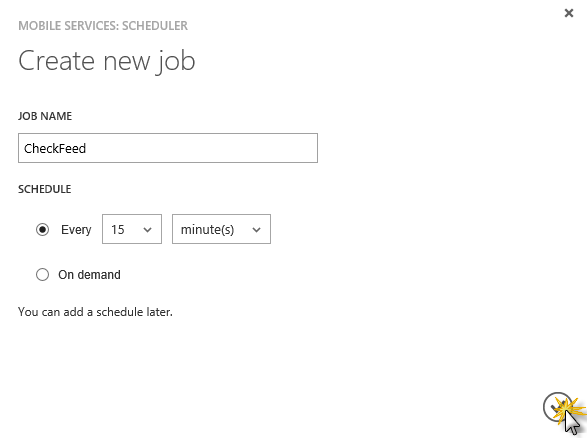 MOBILE SERVICES: SCHEDULER
Create new job
JOB NAME
CheckFeed
SCHEDULE
Every 15 minute(s)
On demand
You can add a schedule later.